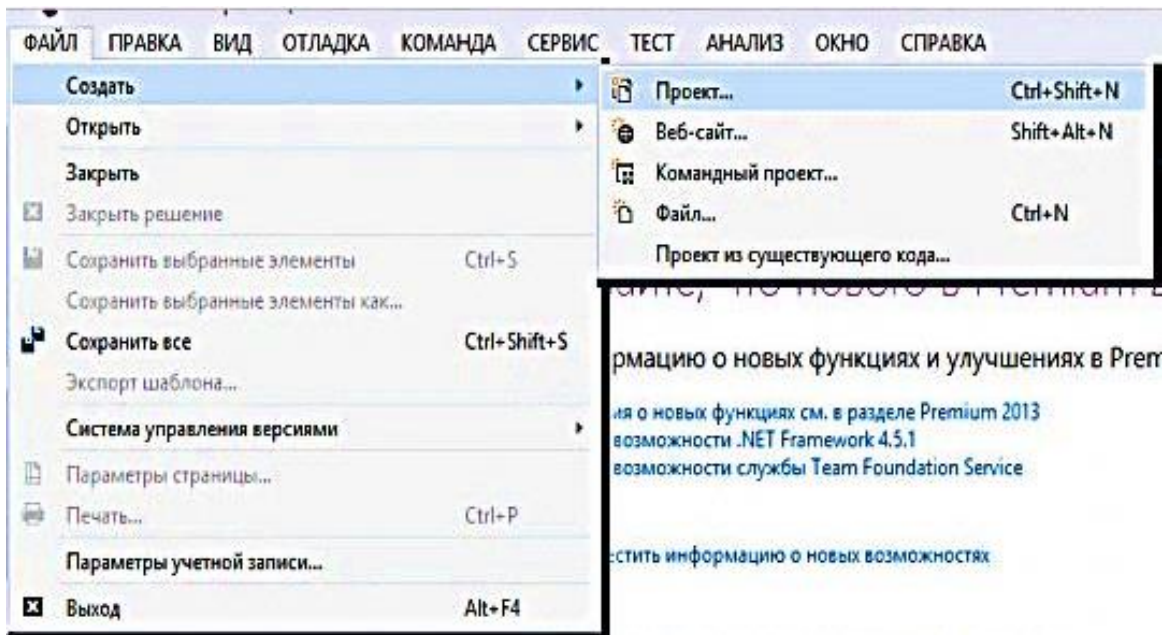 ФАЙЛ ПРАВКА ВИД ОТЛАДКА КОМАНДА СЕРВИС ТЕСТ АНАЛИЗ ОКНО СПРАВКА
Создать
Открыть
Закрыть
Закрыть решение
Сохранить выбранные элементы Ctrl+S
Сохранить выбранные элементы как...
Сохранить все Ctrl+Shift+S
Экспорт шаблона...
Система управления версиями
Параметры страницы...
Печать... Ctrl+P
Параметры учетной записи...
Выход Alt+F4
Проект... Ctrl+Shift+N
Веб-сайт... Shift+Alt+N
Командный проект...
Файл... Ctrl+N
Проект из существующего кода...
нового в Premium
рмацию о новых функциях и улучшениях в Prem
ия о новых функциях см. в разделе Premium 2013
возможности .NET Framework 4.5.1
возможности службы Team Foundation Service
естить информацию о новых возможностях